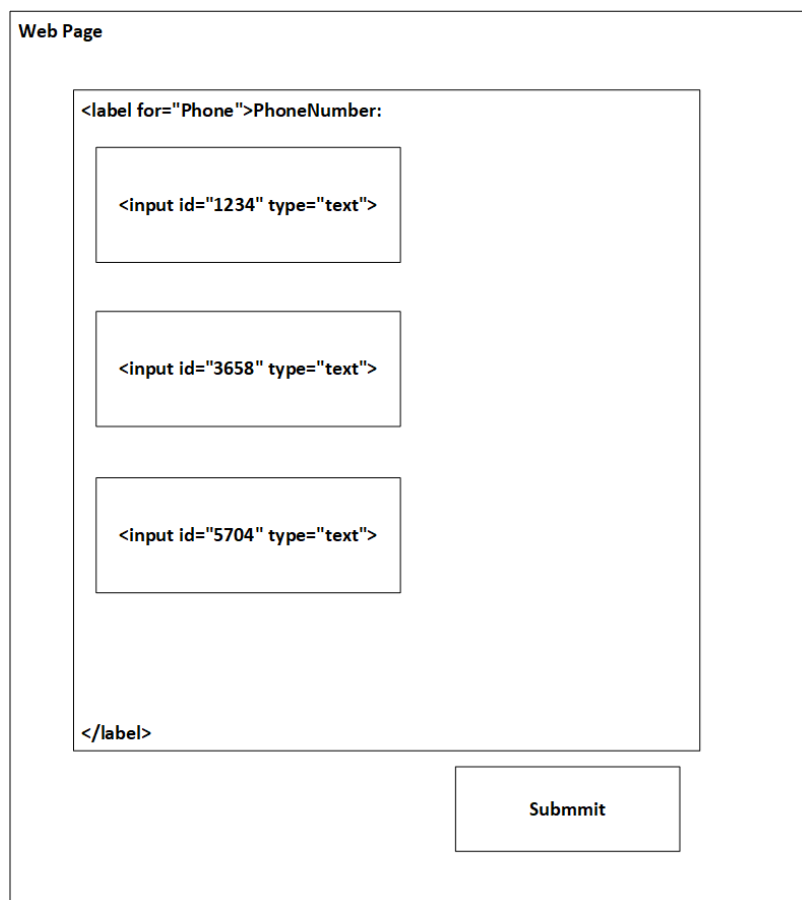 Web Page
<label for="Phone">PhoneNumber:
<input id="1234" type="text">
<input id="3658" type="text">
<input id="5704" type="text">
</label>
Submmit